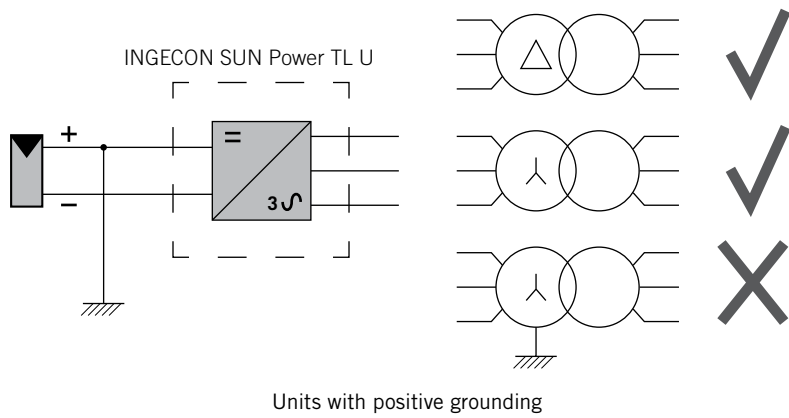 INGECON SUN Power TL U
+
=
–
3
Units with positive grounding